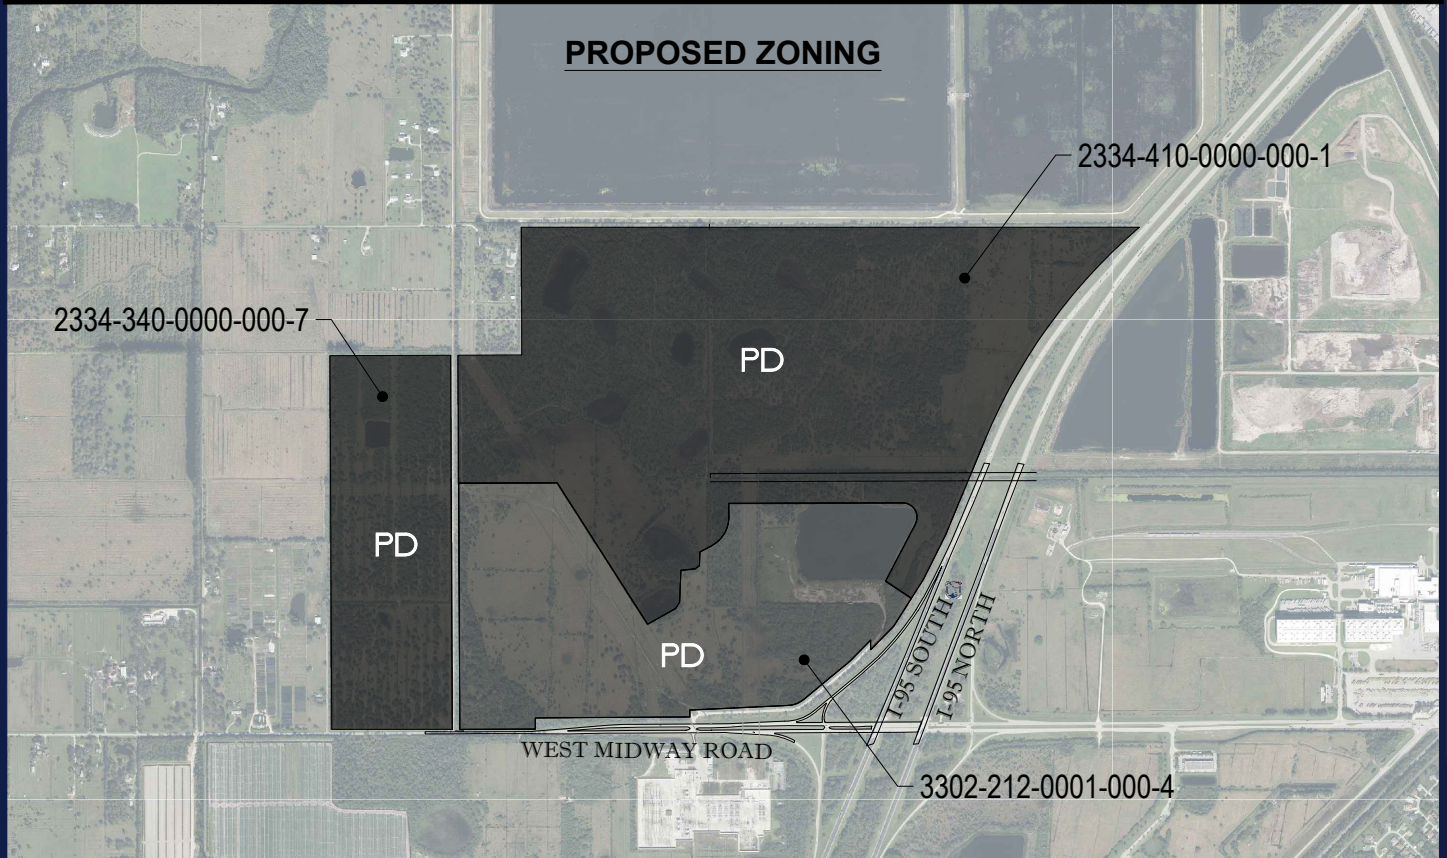 PROPOSED ZONING
2334-410-0000-000-1
2334-340-0000-000-7
PD
PD
PD
I-95 SOUTH
I-95 NORTH
WEST MIDWAY ROAD
3302-212-0001-000-4